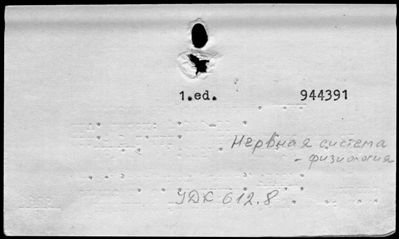 1.ed. 944391
Нервная система
- физиология
УДК 612.8